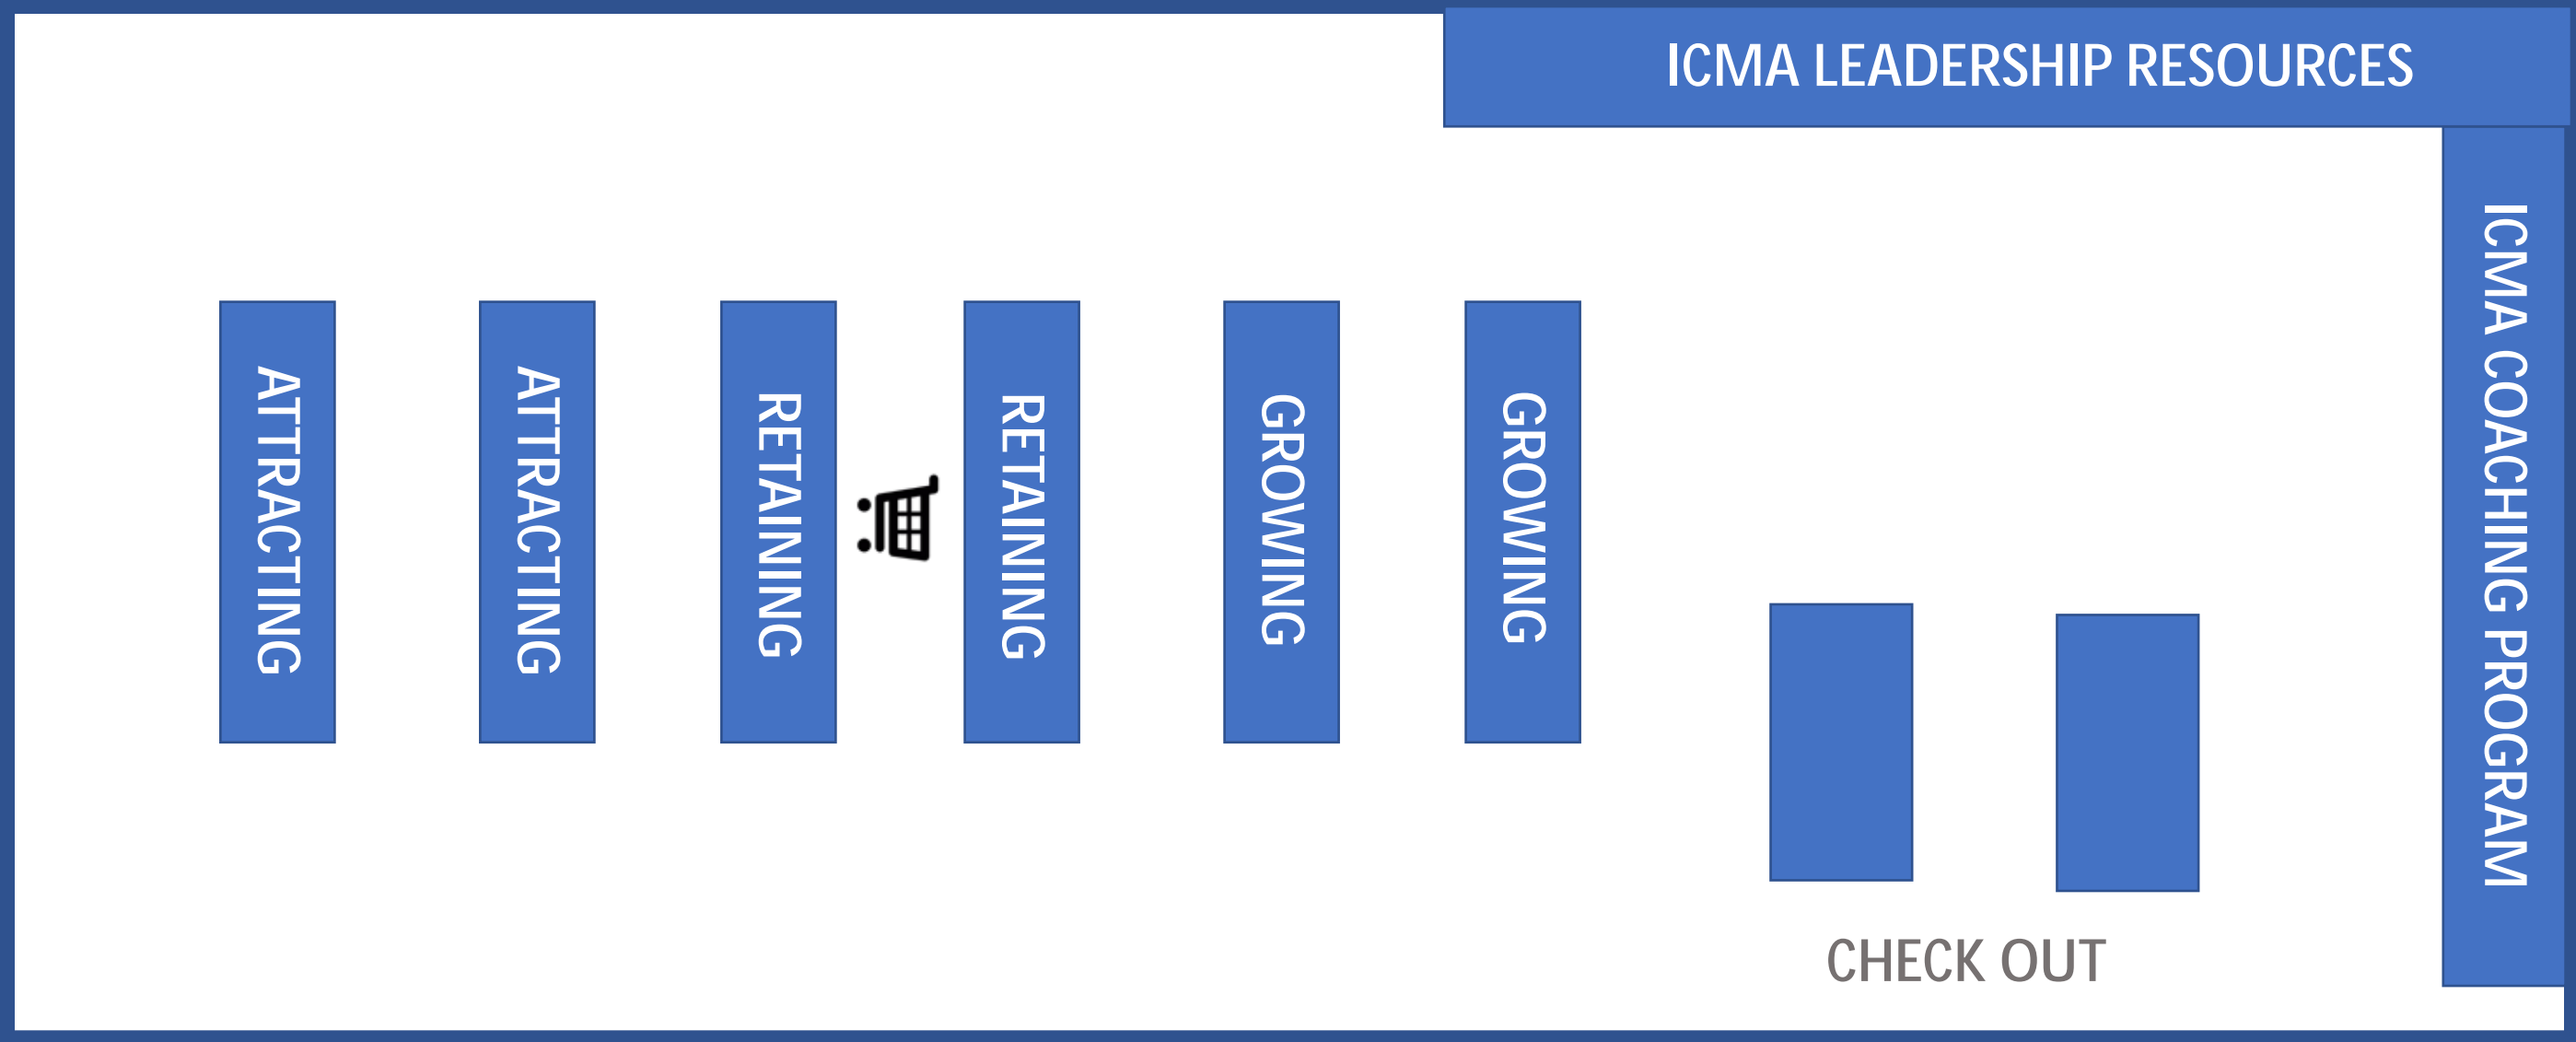 ICMA LEADERSHIP RESOURCES
ATTRACTING
ATTRACTING
RETAINING
RETAINING
GROWING
GROWING
ICMA COACHING PROGRAM
CHECK OUT